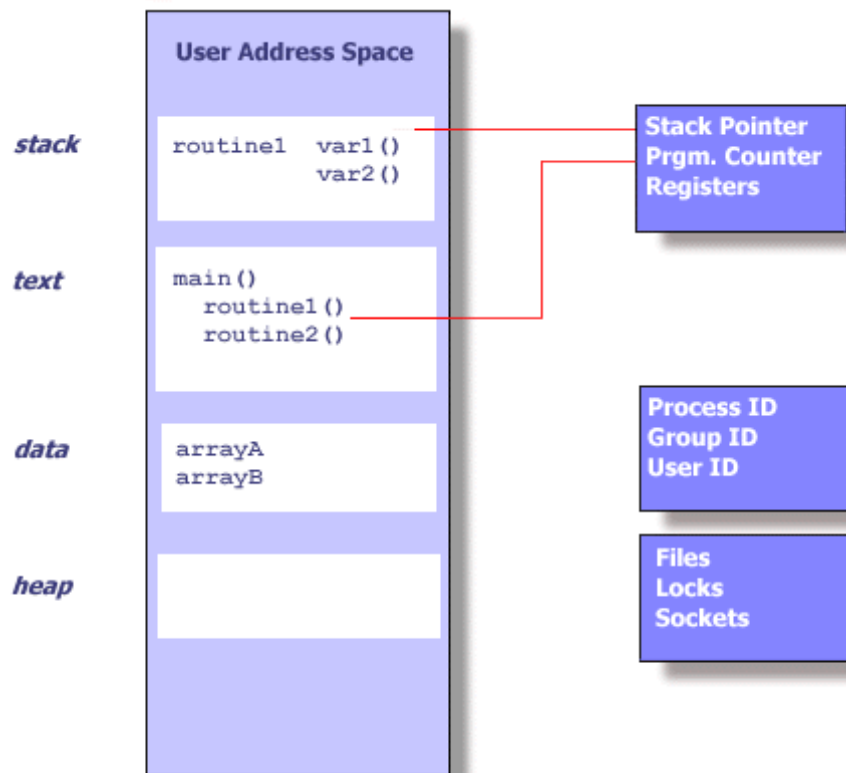 User Address Space
stack
routine1 var1()
var2()
text
main()
routine1()
routine2()
data
arrayA
arrayB
heap
Stack Pointer
Prgm. Counter
Registers
Process ID
Group ID
User ID
Files
Locks
Sockets